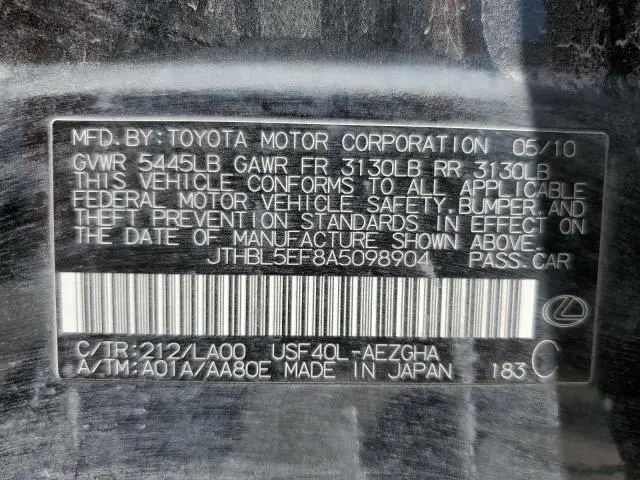 MFD.BY:TOYOTA MOTOR CORPORATION 05/10
GVWR 5445LB GAWR FR 3130LB RR 3130LB
THIS VEHICLE CONFORMS TO ALL APPLICABLE
FEDERAL MOTOR VEHICLE SAFETY,BUMPER,AND
THEFT PREVENTION STANDARDS IN EFFECT ON
THE DATE OF MANUFACTURE SHOWN ABOVE.
JTHBL5EF8A5098904 PASS.CAR
C/TR:212/LA00 USF40L-AEZGHA
A/TM:A01A/AA80E MADE IN JAPAN 183 C